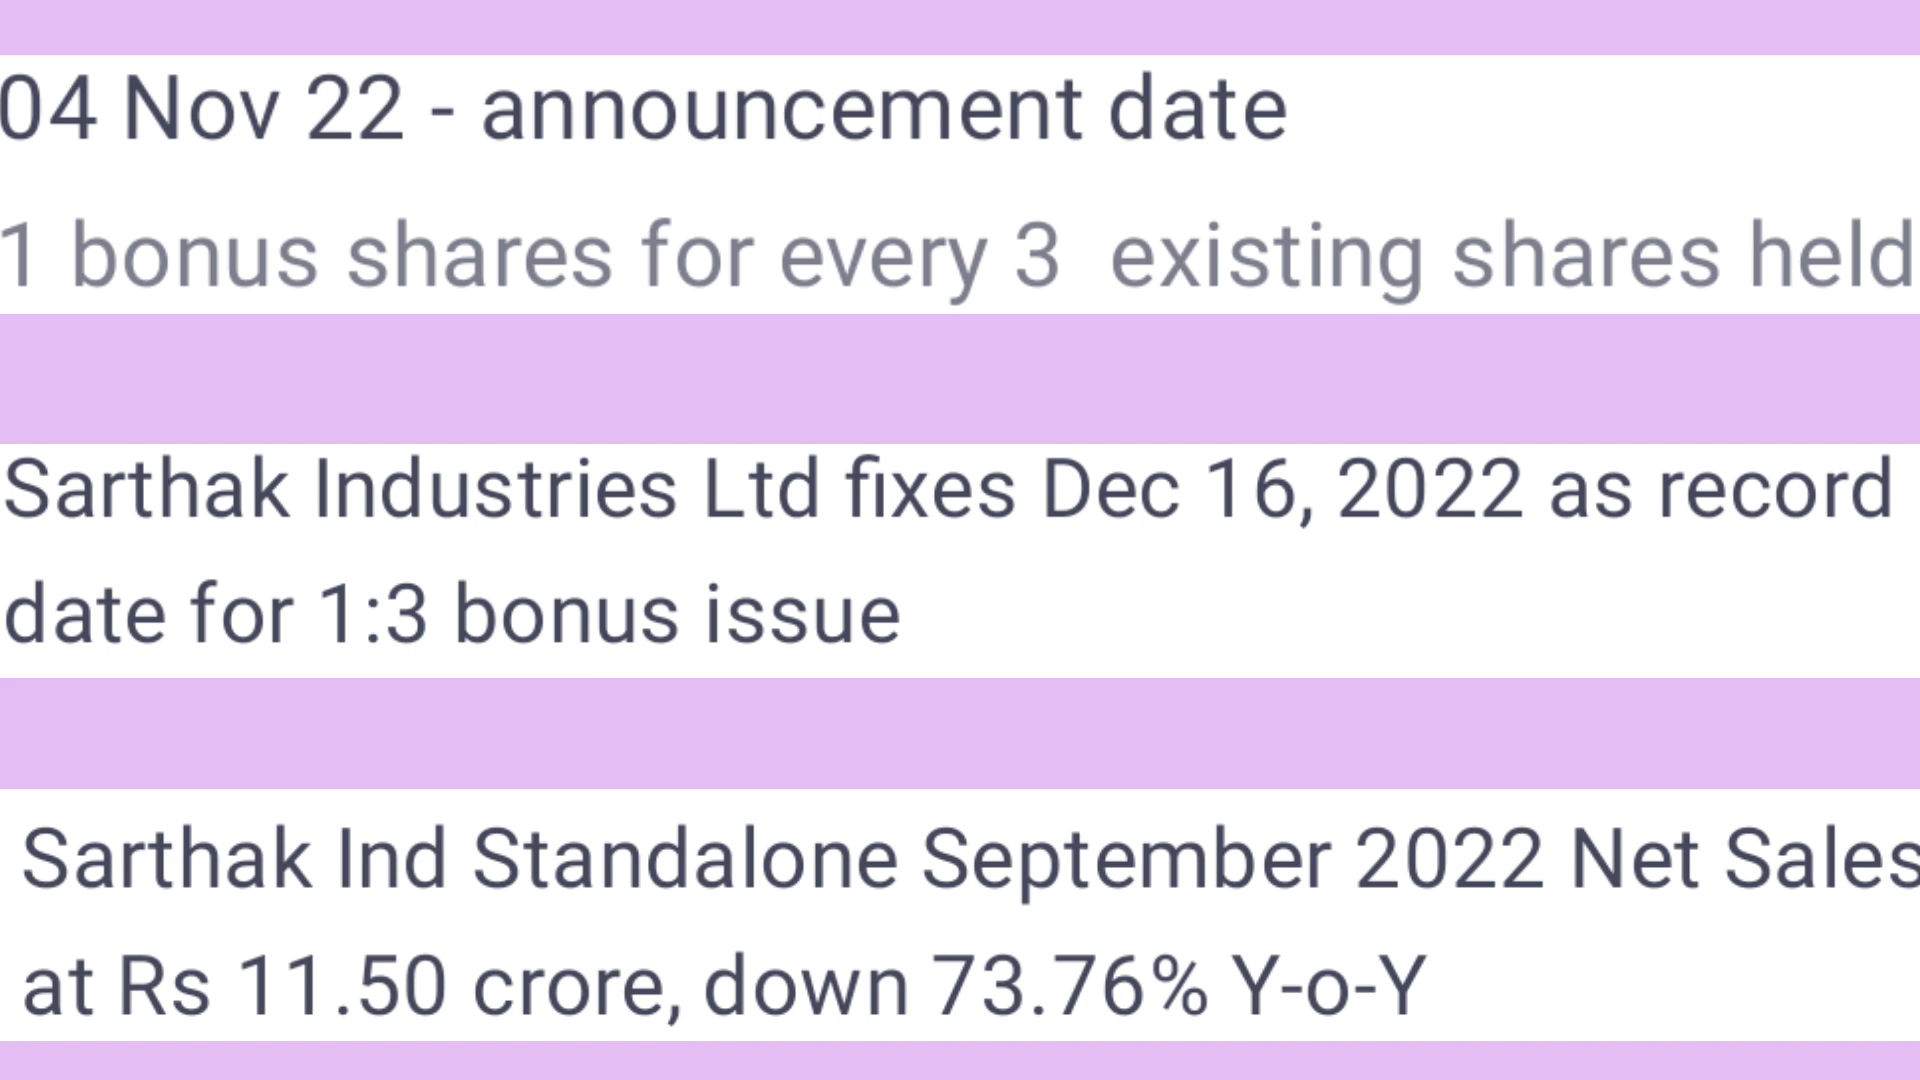 04 Nov 22 - announcement date
1 bonus shares for every 3 existing shares held
Sarthak Industries Ltd fixes Dec 16, 2022 as record
date for 1:3 bonus issue
Sarthak Ind Standalone September 2022 Net Sales
at Rs 11.50 crore, down 73.76% Y-o-Y